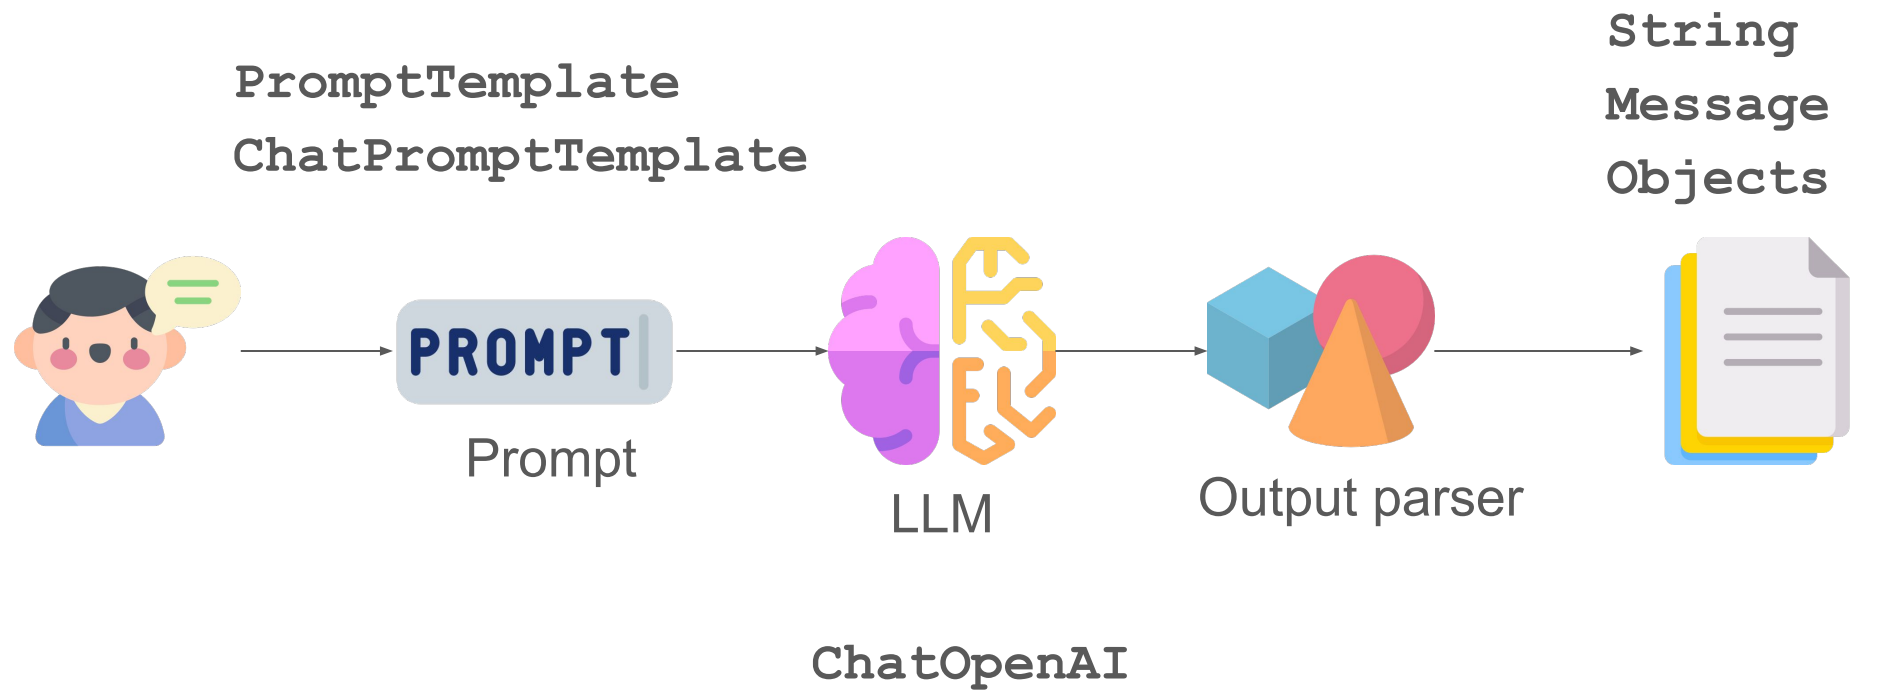 PromptTemplate
ChatPromptTemplate
String
Message
Objects
PROMPT
Prompt
LLM
Output parser
ChatOpenAI